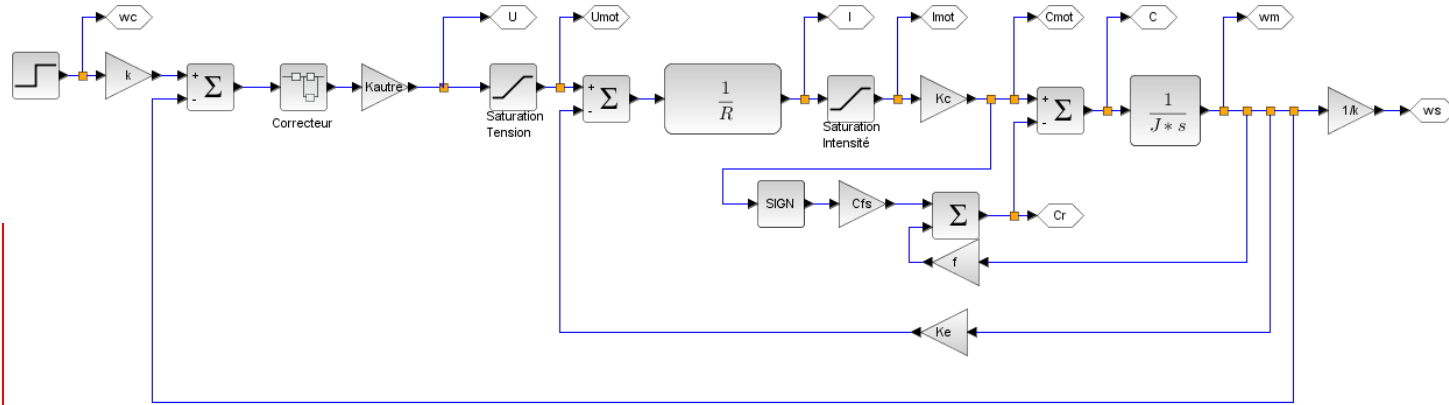 wc
U
Umot
I
Imot
Cmot
C
wm
k
+
-
Σ
Correcteur
Kautre
Saturation
Tension
+
-
Σ
1
R
Saturation
Intensité
Kc
+
-
Σ
1
J * s
1/k
ws
SIGN
Cfs
Σ
Cr
f
Ke